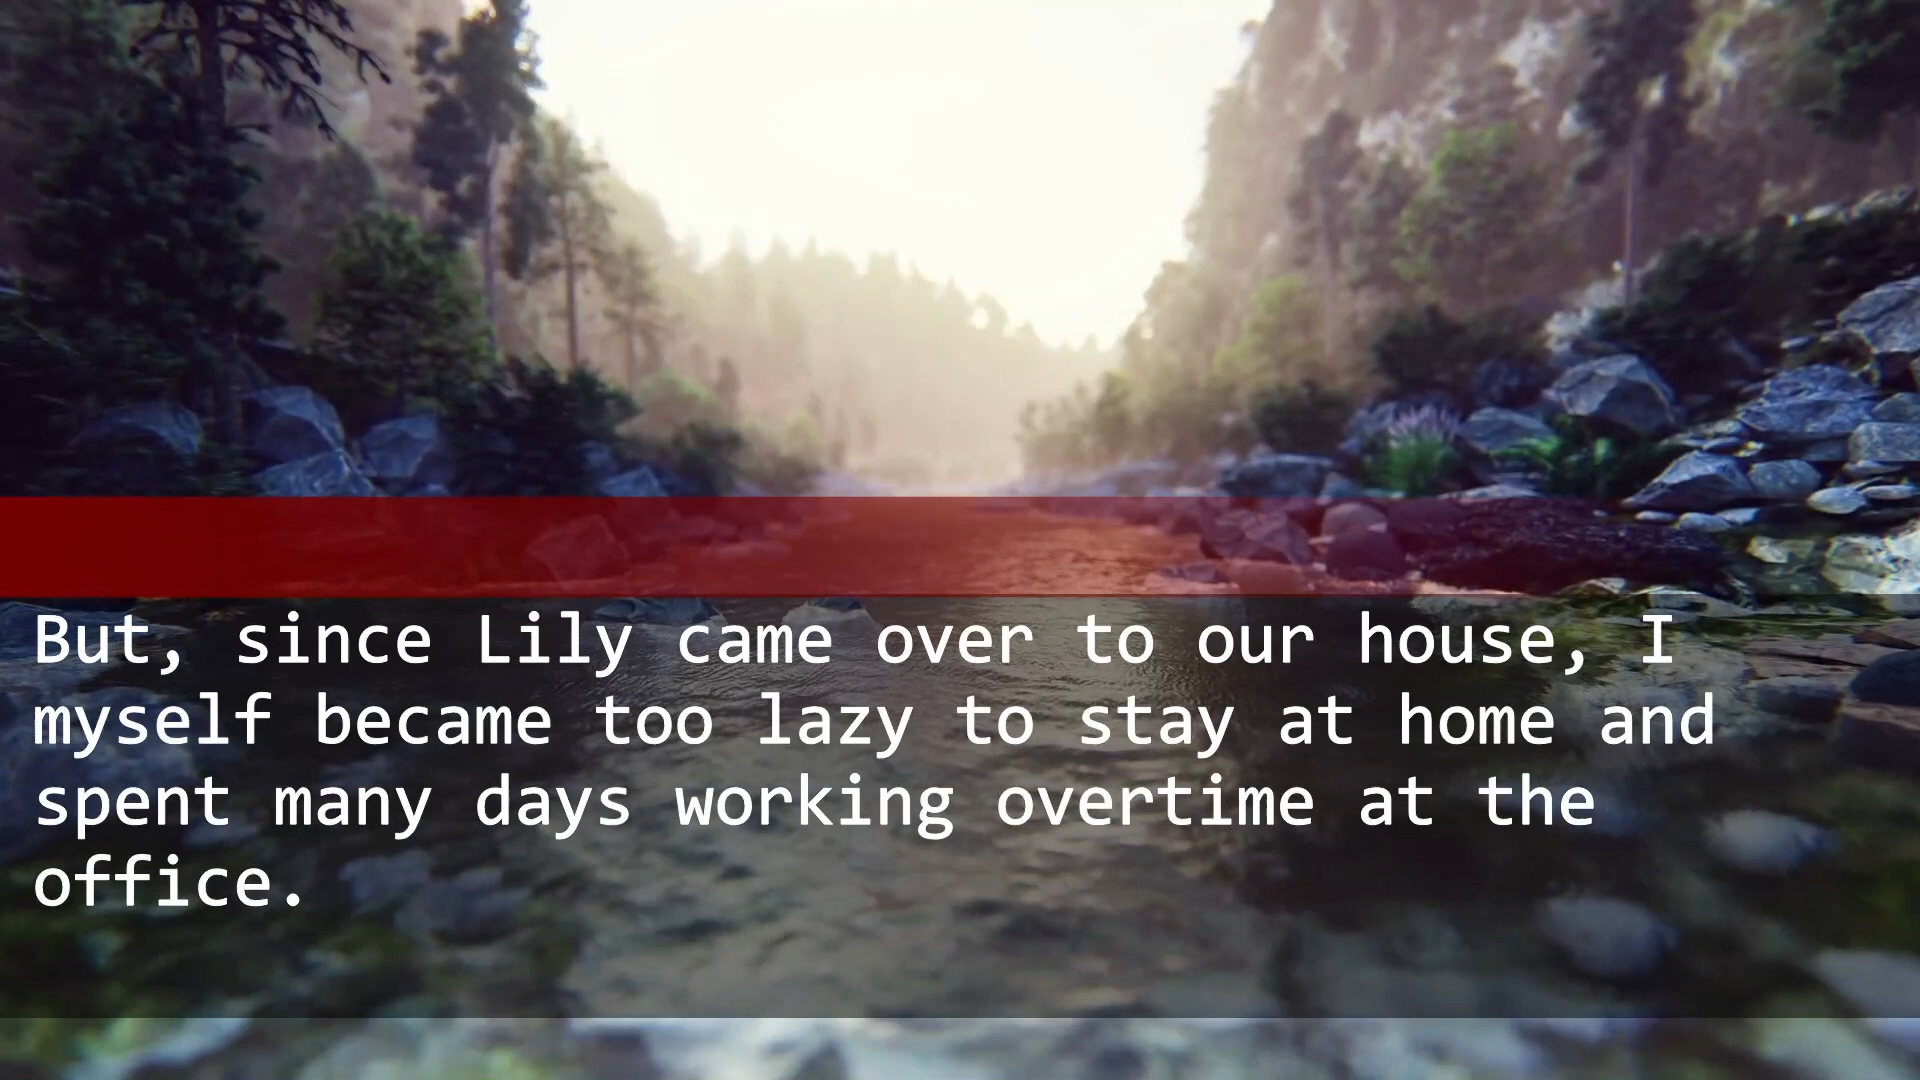 But, since Lily came over to our house, I
myself became too lazy to stay at home and
spent many days working overtime at the
office.